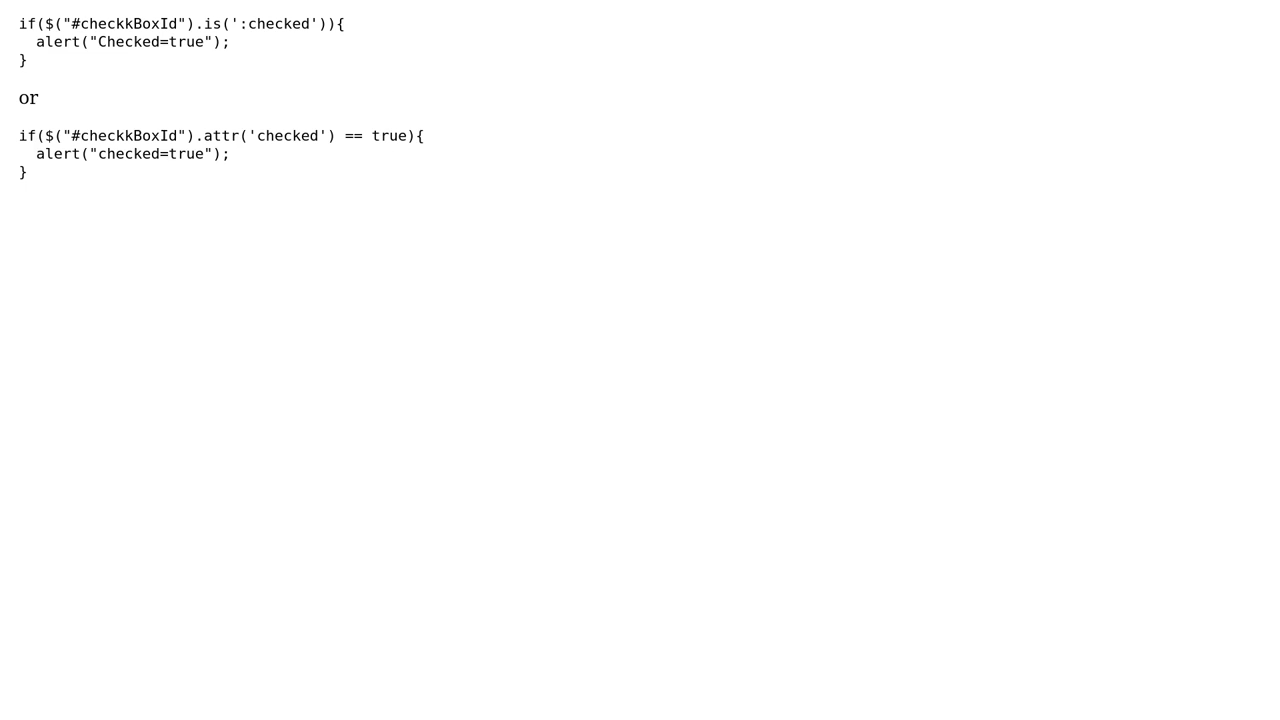 if($("#checkkBoxId").is(':checked')){
  alert("Checked=true");
}
or
if($("#checkkBoxId").attr('checked') == true){
  alert("checked=true");
}